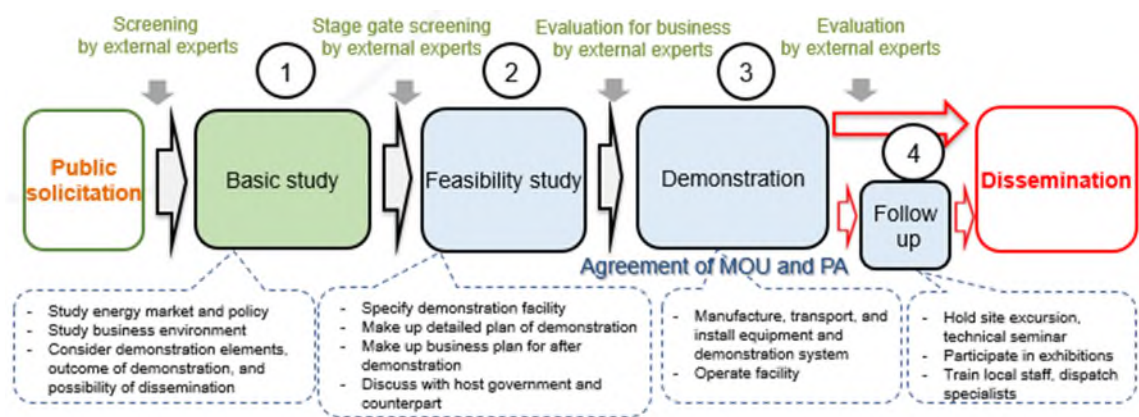 Screening
by external experts
Stage gate screening
by external experts
Evaluation for business
by external experts
Evaluation
by external experts
1
2
3
4
Public
solicitation
Basic study
Feasibility study
Demonstration
Follow
up
Dissemination
Agreement of MOU and PA
- Study energy market and policy
- Study business environment
- Consider demonstration elements,
outcome of demonstration, and
possibility of dissemination
- Specify demonstration facility
- Make up detailed plan of demonstration
- Make up business plan for after
demonstration
- Discuss with host government and
counterpart
- Manufacture, transport, and
install equipment and
demonstration system
- Operate facility
- Hold site excursion,
technical seminar
- Participate in exhibitions
- Train local staff, dispatch
specialists